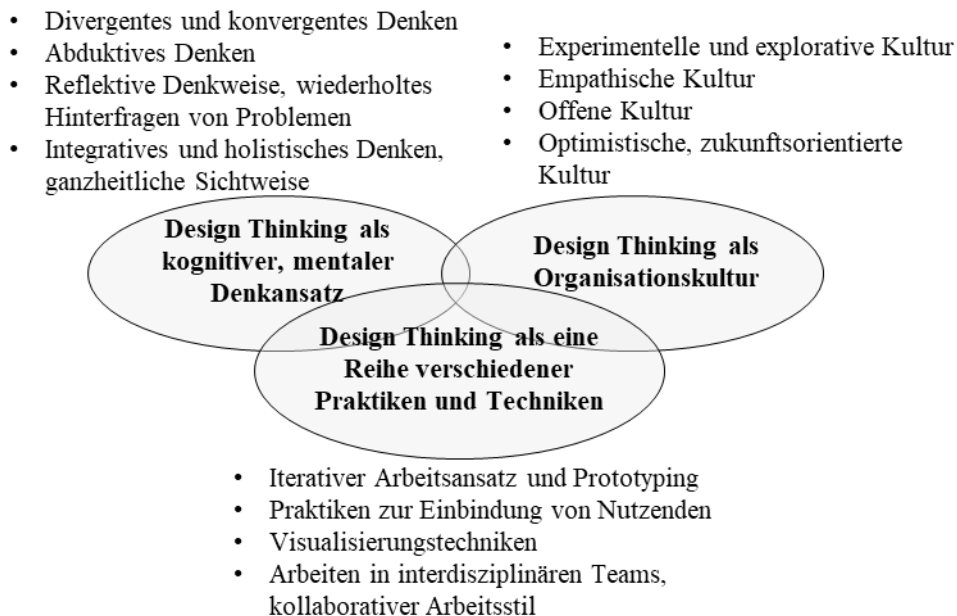 • Divergentes und konvergentes Denken
• Abduktives Denken
• Reflektive Denkweise, wiederholtes
Hinterfragen von Problemen
• Integratives und holistisches Denken,
ganzheitliche Sichtweise
• Experimentelle und explorative Kultur
• Empathische Kultur
• Offene Kultur
• Optimistische, zukunftsorientierte
Kultur
Design Thinking als
kognitiver, mentaler
Denkansatz
Design Thinking als
Organisationskultur
Design Thinking als eine
Reihe verschiedener
Praktiken und Techniken
• Iterativer Arbeitsansatz und Prototyping
• Praktiken zur Einbindung von Nutzenden
• Visualisierungstechniken
• Arbeiten in interdisziplinären Teams,
kollaborativer Arbeitsstil